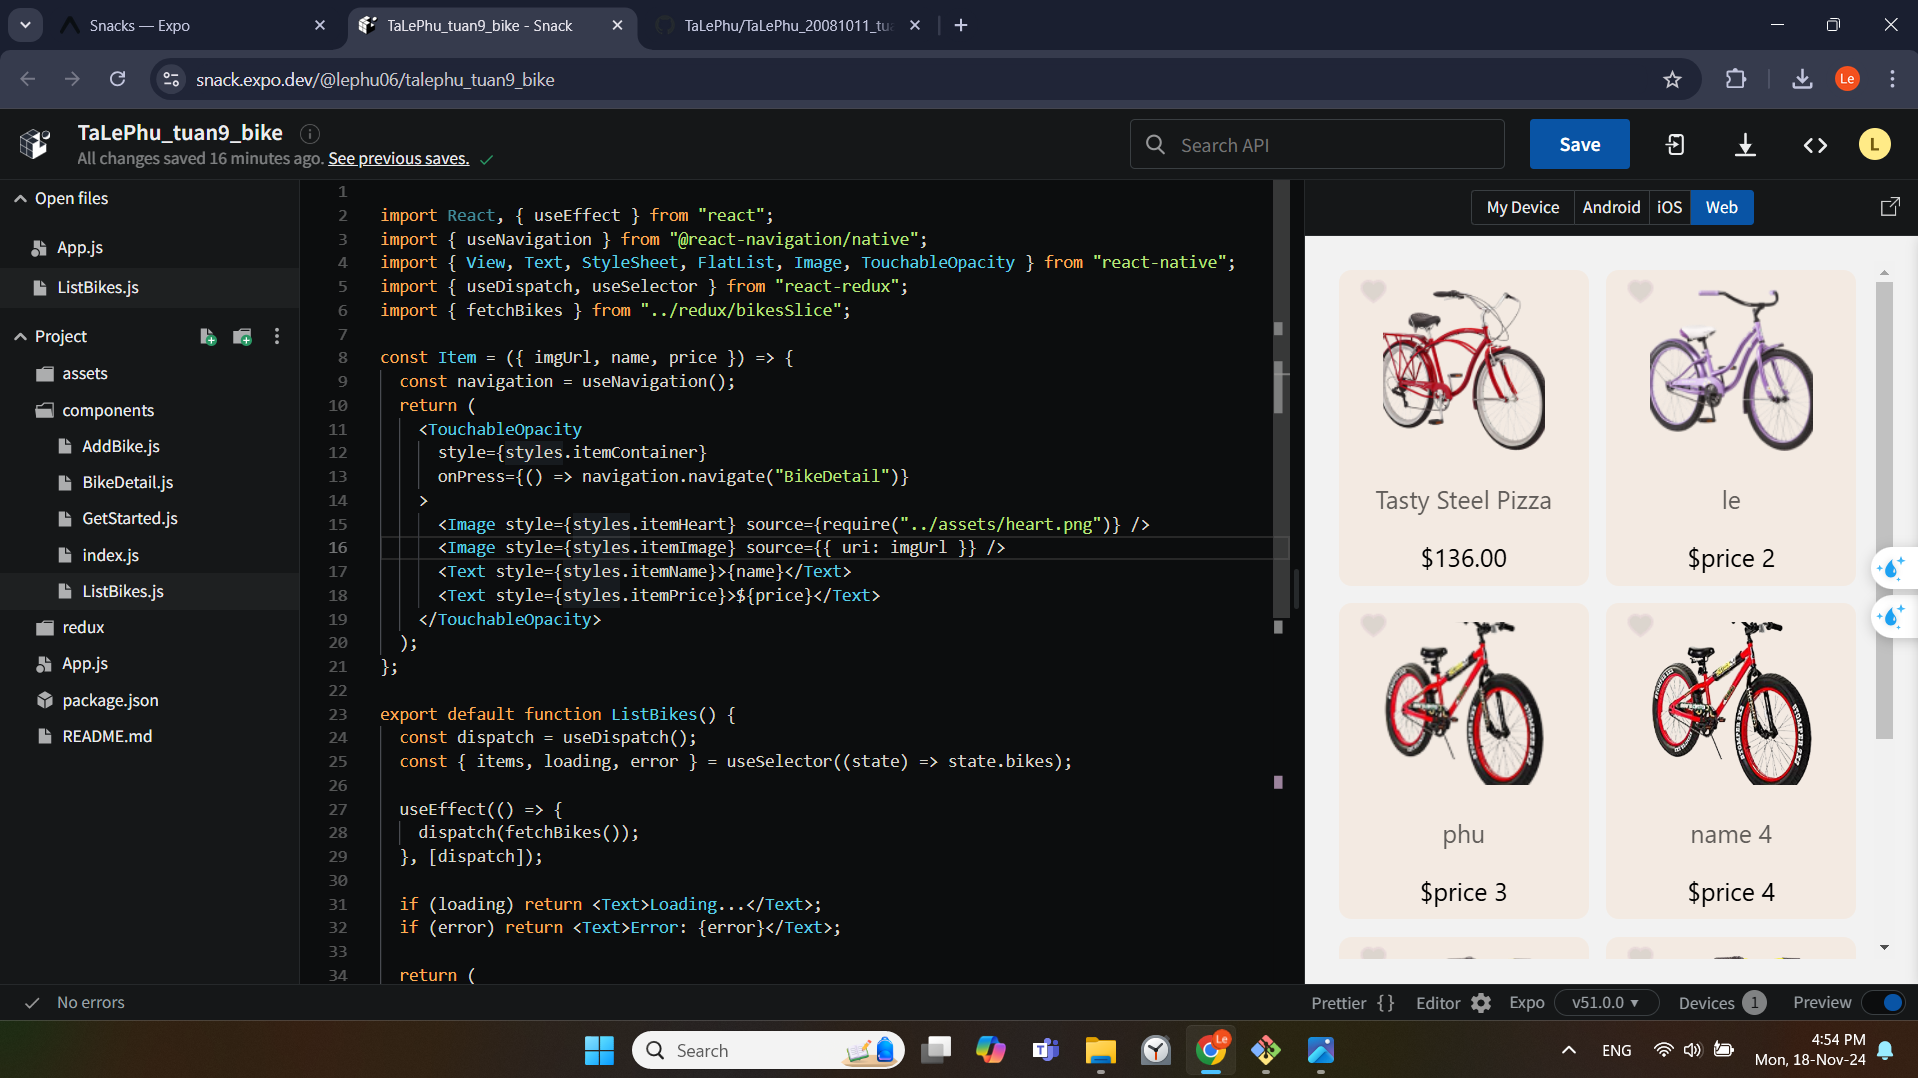 Snacks — Expo
TaLePhu_tuan9_bike - Snack
TaLePhu/TaLePhu_20081011_tu
snack.expo.dev/@lephu06/talephu_tuan9_bike
Le
TaLePhu_tuan9_bike
All changes saved 16 minutes ago. See previous saves.
Search API
Save
L
Open files
App.js
ListBikes.js
Project
assets
components
AddBike.js
BikeDetail.js
GetStarted.js
index.js
ListBikes.js
redux
App.js
package.json
README.md
1
2 import React, { useEffect } from "react";
3 import { useNavigation } from "@react-navigation/native";
4 import { View, Text, StyleSheet, FlatList, Image, TouchableOpacity } from "react-native";
5 import { useDispatch, useSelector } from "react-redux";
6 import { fetchBikes } from "../redux/bikesSlice";
7
8 const Item = ({ imgUrl, name, price }) => {
9 const navigation = useNavigation();
10 return (
11 <TouchableOpacity
12 style={styles.itemContainer}
13 onPress={() => navigation.navigate("BikeDetail")}
14 >
15 <Image style={styles.itemHeart} source={require("../assets/heart.png")} />
16 <Image style={styles.itemImage} source={{ uri: imgUrl }} />
17 <Text style={styles.itemName}>{name}</Text>
18 <Text style={styles.itemPrice}>${price}</Text>
19 </TouchableOpacity>
20 );
21 };
22
23 export default function ListBikes() {
24 const dispatch = useDispatch();
25 const { items, loading, error } = useSelector((state) => state.bikes);
26
27 useEffect(() => {
28 dispatch(fetchBikes());
29 }, [dispatch]);
30
31 if (loading) return <Text>Loading...</Text>;
32 if (error) return <Text>Error: {error}</Text>;
33
34 return (
My Device
Android
iOS
Web
Tasty Steel Pizza
$136.00
le
$price 2
phu
$price 3
name 4
$price 4
No errors
Prettier { }
Editor
Expo
v51.0.0
Devices 1
Preview
Search
Le
ENG
4:54 PM
Mon, 18-Nov-24